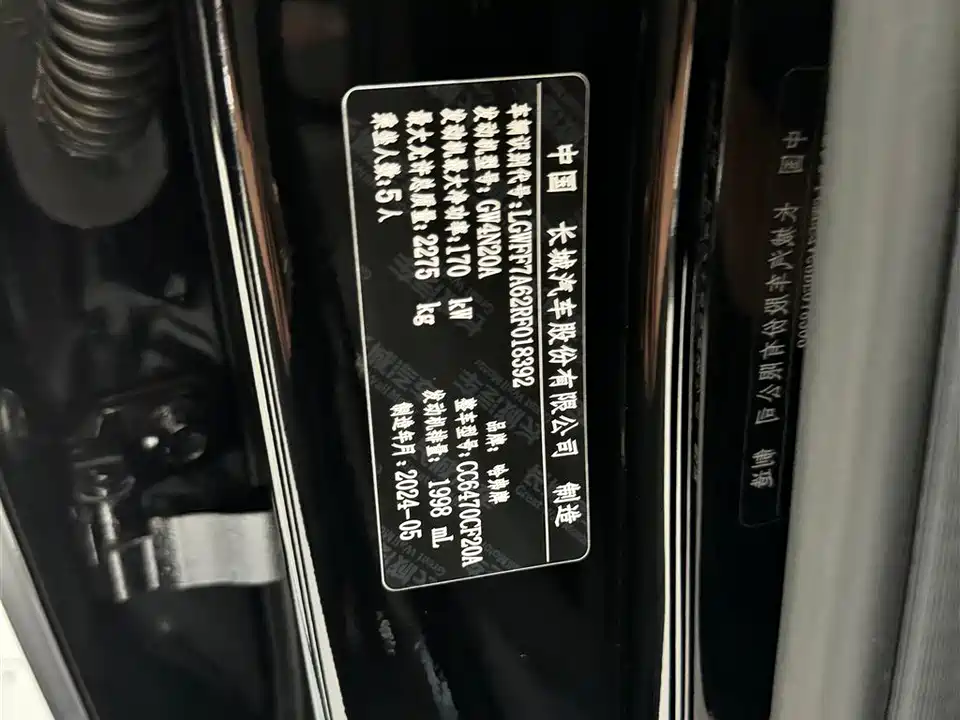 中国 长城汽车股份有限公司 制造
车辆识别代号:LGWFF7A62RF018392
品牌: 哈弗牌
发动机型号:GW4N20A
整车型号:CC6470CF20A
发动机最大净功率:170 kW
发动机排量: 1998 mL
最大允许总质量:2275 kg
制造年月:2024-05
乘坐人数:5人